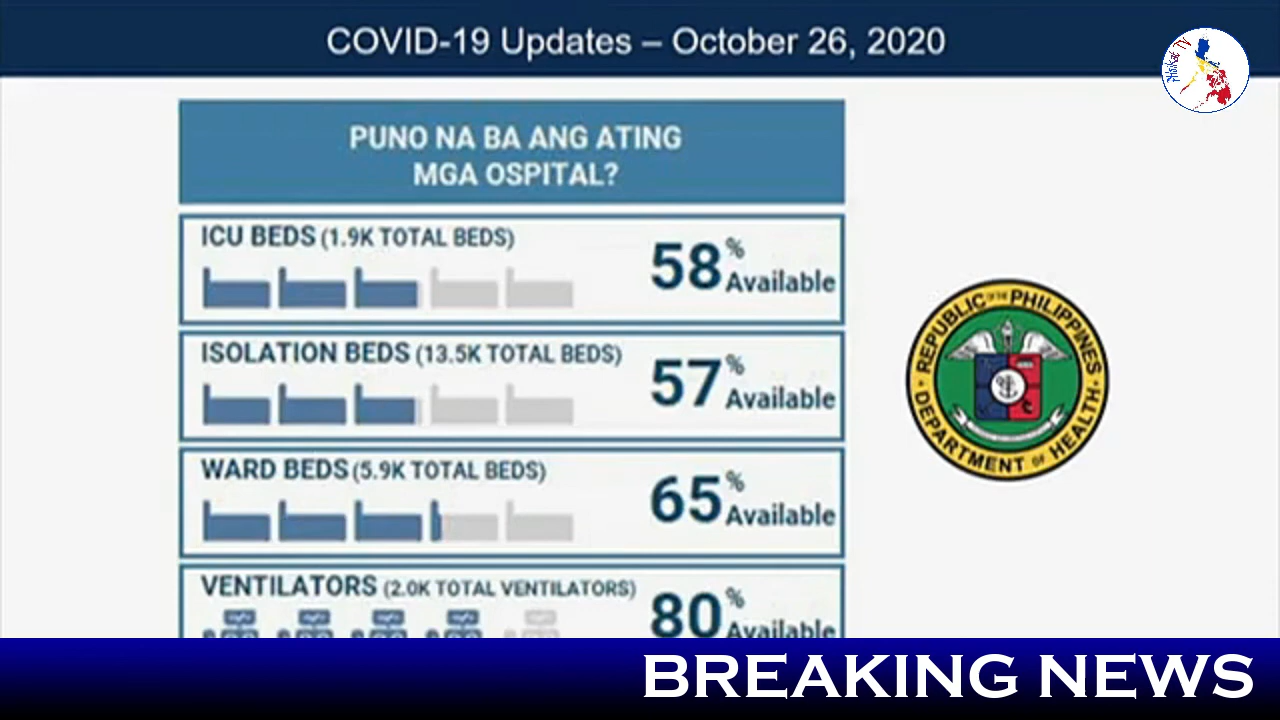 COVID-19 Updates – October 26, 2020
PUNO NA BA ANG ATING
MGA OSPITAL?
ICU BEDS (1.9K TOTAL BEDS)
58% Available
ISOLATION BEDS (13.5K TOTAL BEDS)
57% Available
WARD BEDS (5.9K TOTAL BEDS)
65% Available
VENTILATORS (2.0K TOTAL VENTILATORS)
80% Available
REPUBLIC OF THE PHILIPPINES
DEPARTMENT OF HEALTH
BREAKING NEWS